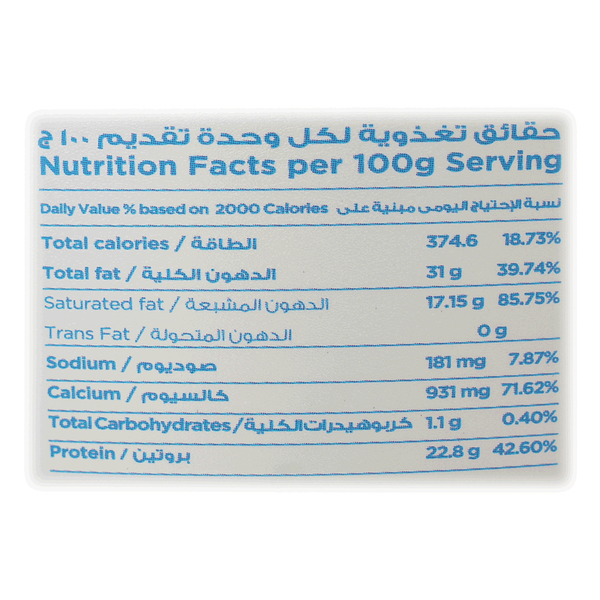 حقائق تغذوية لكل وحدة تقديم ١٠٠ ج
Nutrition Facts per 100g Serving
Daily Value % based on 2000 Calories نسبة الإحتياج اليومى مبنية على
Total calories / الطاقة 374.6 18.73%
Total fat / الدهون الكلية 31 g 39.74%
Saturated fat / الدهون المشبعة 17.15 g 85.75%
Trans Fat / الدهون المتحولة 0 g
Sodium / صوديوم 181 mg 7.87%
Calcium / كالسيوم 931 mg 71.62%
Total Carbohydrates / كربوهيدرات الكلية 1.1 g 0.40%
Protein / بروتين 22.8 g 42.60%